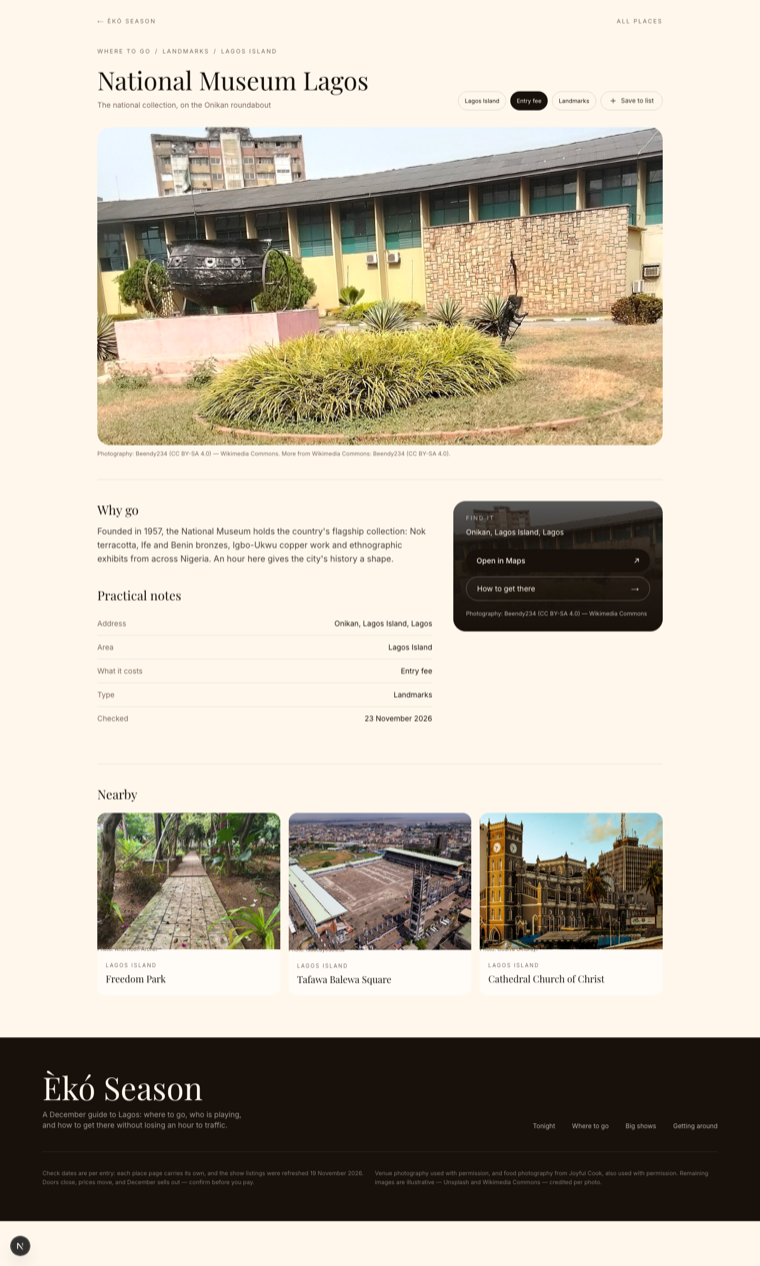 ← ÈKÓ SEASON
ALL PLACES
WHERE TO GO / LANDMARKS / LAGOS ISLAND
National Museum Lagos
The national collection, on the Onikan roundabout
Lagos Island
Entry fee
Landmarks
+ Save to list
Photography: Beendy234 (CC BY-SA 4.0) — Wikimedia Commons. More from Wikimedia Commons: Beendy234 (CC BY-SA 4.0).
Why go
Founded in 1957, the National Museum holds the country's flagship collection: Nok
terracotta, Ife and Benin bronzes, Igbo-Ukwu copper work and ethnographic
exhibits from across Nigeria. An hour here gives the city's history a shape.
Practical notes
Address Onikan, Lagos Island, Lagos
Area Lagos Island
What it costs Entry fee
Type Landmarks
Checked 23 November 2026
FIND IT
Onikan, Lagos Island, Lagos
Open in Maps ↗
How to get there →
Photography: Beendy234 (CC BY-SA 4.0) — Wikimedia Commons
Nearby
LAGOS ISLAND
Freedom Park
LAGOS ISLAND
Tafawa Balewa Square
LAGOS ISLAND
Cathedral Church of Christ
Èkó Season
A December guide to Lagos: where to go, who is playing,
and how to get there without losing an hour to traffic.
Tonight
Where to go
Big shows
Getting around
Check dates are per entry: each place page carries its own, and the show listings were refreshed 19 November 2026.
Doors close, prices move, and December sells out — confirm before you pay.
Venue photography used with permission, and food photography from Joyful Cook, also used with permission. Remaining
images are illustrative — Unsplash and Wikimedia Commons — credited per photo.
N